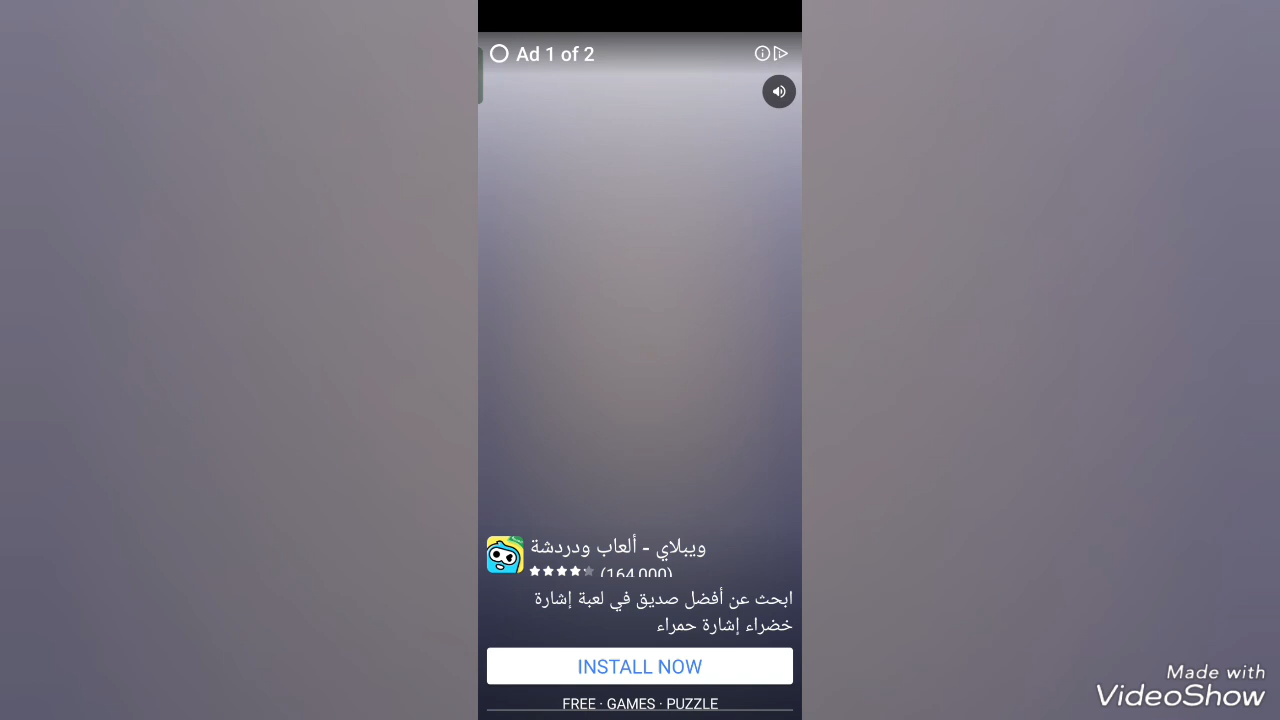 Ad 1 of 2
ويبلاي - ألعاب ودردشة
(164,000)
ابحث عن أفضل صديق في لعبة إشارة
خضراء إشارة حمراء
INSTALL NOW
FREE · GAMES · PUZZLE
Made with
VideoShow